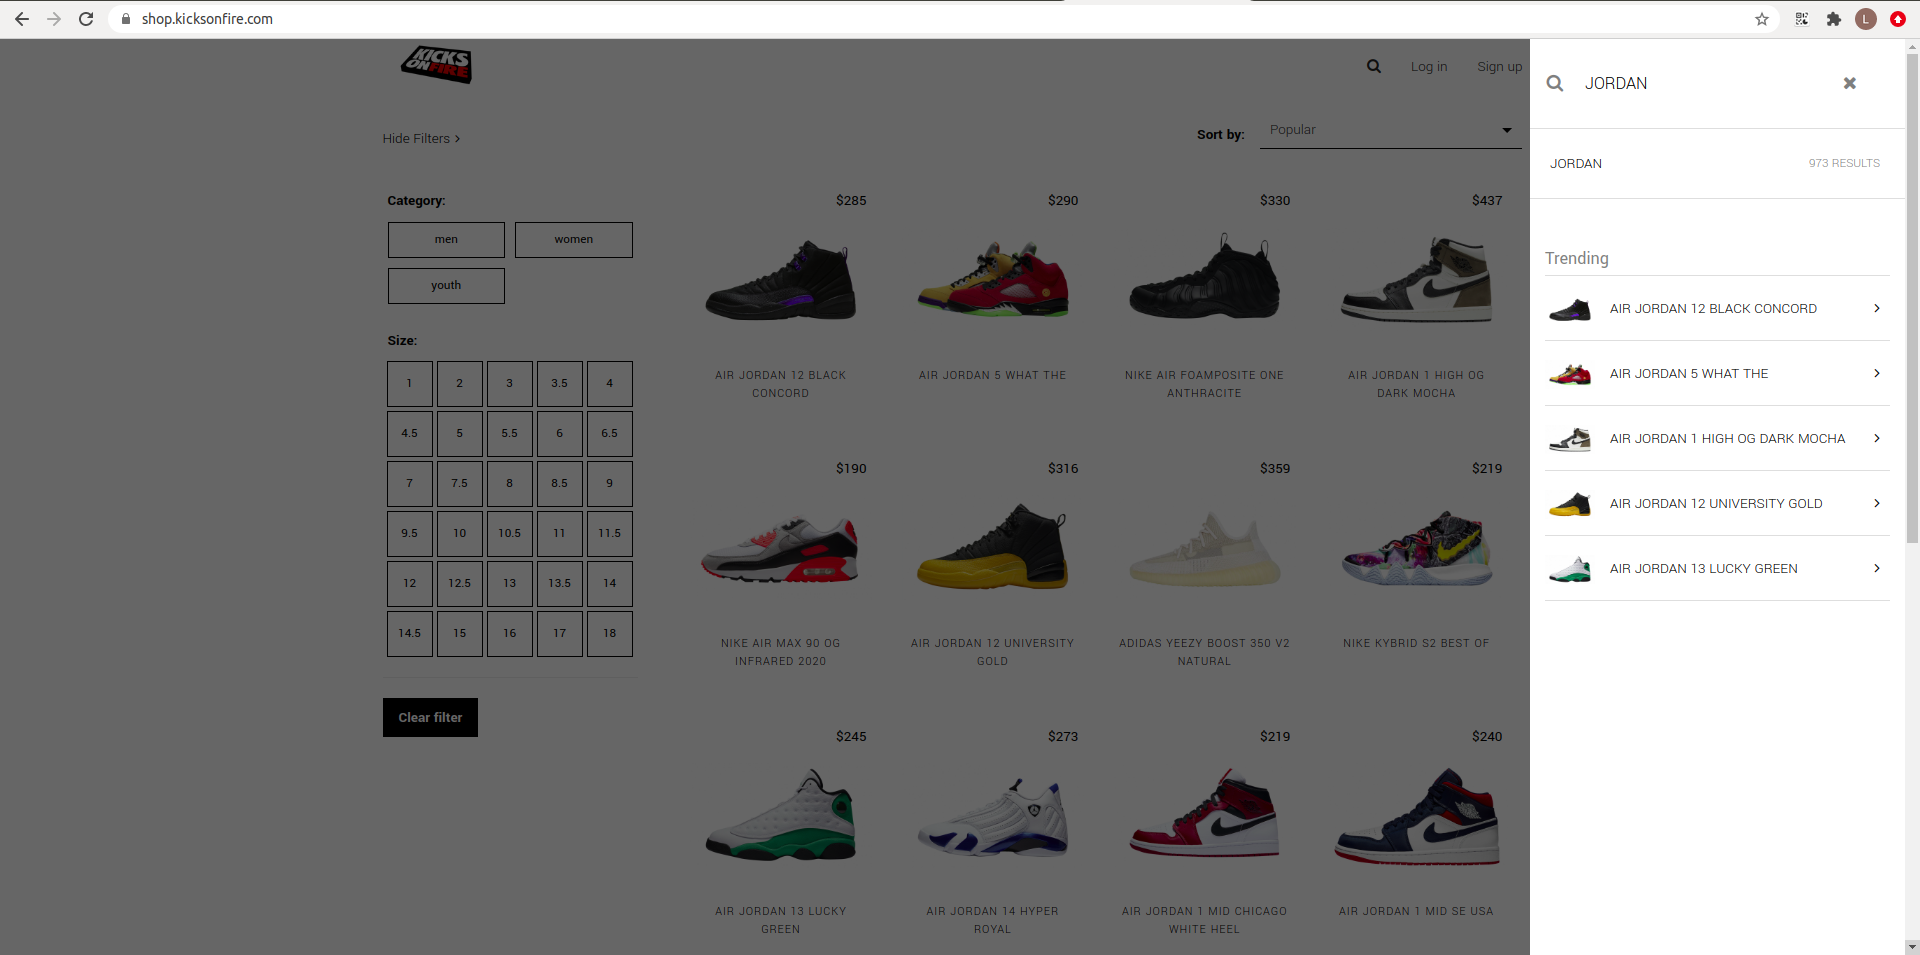 shop.kicksonfire.com
L
KICKS
ON FIRE
Log in
Sign up
JORDAN
Hide Filters
Sort by:
Popular
JORDAN
973 RESULTS
Category:
men
women
youth
Size:
1
2
3
3.5
4
4.5
5
5.5
6
6.5
7
7.5
8
8.5
9
9.5
10
10.5
11
11.5
12
12.5
13
13.5
14
14.5
15
16
17
18
Clear filter
$285
$290
$330
$437
AIR JORDAN 12 BLACK
CONCORD
AIR JORDAN 5 WHAT THE
NIKE AIR FOAMPOSITE ONE
ANTHRACITE
AIR JORDAN 1 HIGH OG
DARK MOCHA
$190
$316
$359
$219
NIKE AIR MAX 90 OG
INFRARED 2020
AIR JORDAN 12 UNIVERSITY
GOLD
ADIDAS YEEZY BOOST 350 V2
NATURAL
NIKE KYBRID S2 BEST OF
$245
$273
$219
$240
AIR JORDAN 13 LUCKY
GREEN
AIR JORDAN 14 HYPER
ROYAL
AIR JORDAN 1 MID CHICAGO
WHITE HEEL
AIR JORDAN 1 MID SE USA
Trending
AIR JORDAN 12 BLACK CONCORD
AIR JORDAN 5 WHAT THE
AIR JORDAN 1 HIGH OG DARK MOCHA
AIR JORDAN 12 UNIVERSITY GOLD
AIR JORDAN 13 LUCKY GREEN